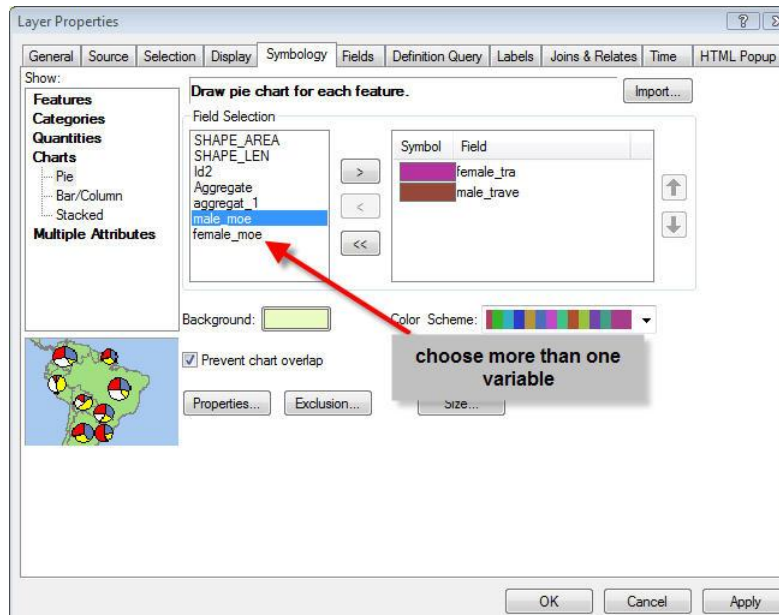 Layer Properties
General Source Selection Display Symbology Fields Definition Query Labels Joins & Relates Time HTML Popup
Show:
Features
Categories
Quantities
Charts
Pie
Bar/Column
Stacked
Multiple Attributes
Draw pie chart for each feature.
Import...
Field Selection
SHAPE_AREA
SHAPE_LEN
Id2
Aggregate
aggregat_1
male_moe
female_moe
>
<
<<
Symbol Field
female_tra
male_trave
Background:
Color Scheme:
choose more than one
variable
Prevent chart overlap
Properties... Exclusion... Size...
OK Cancel Apply